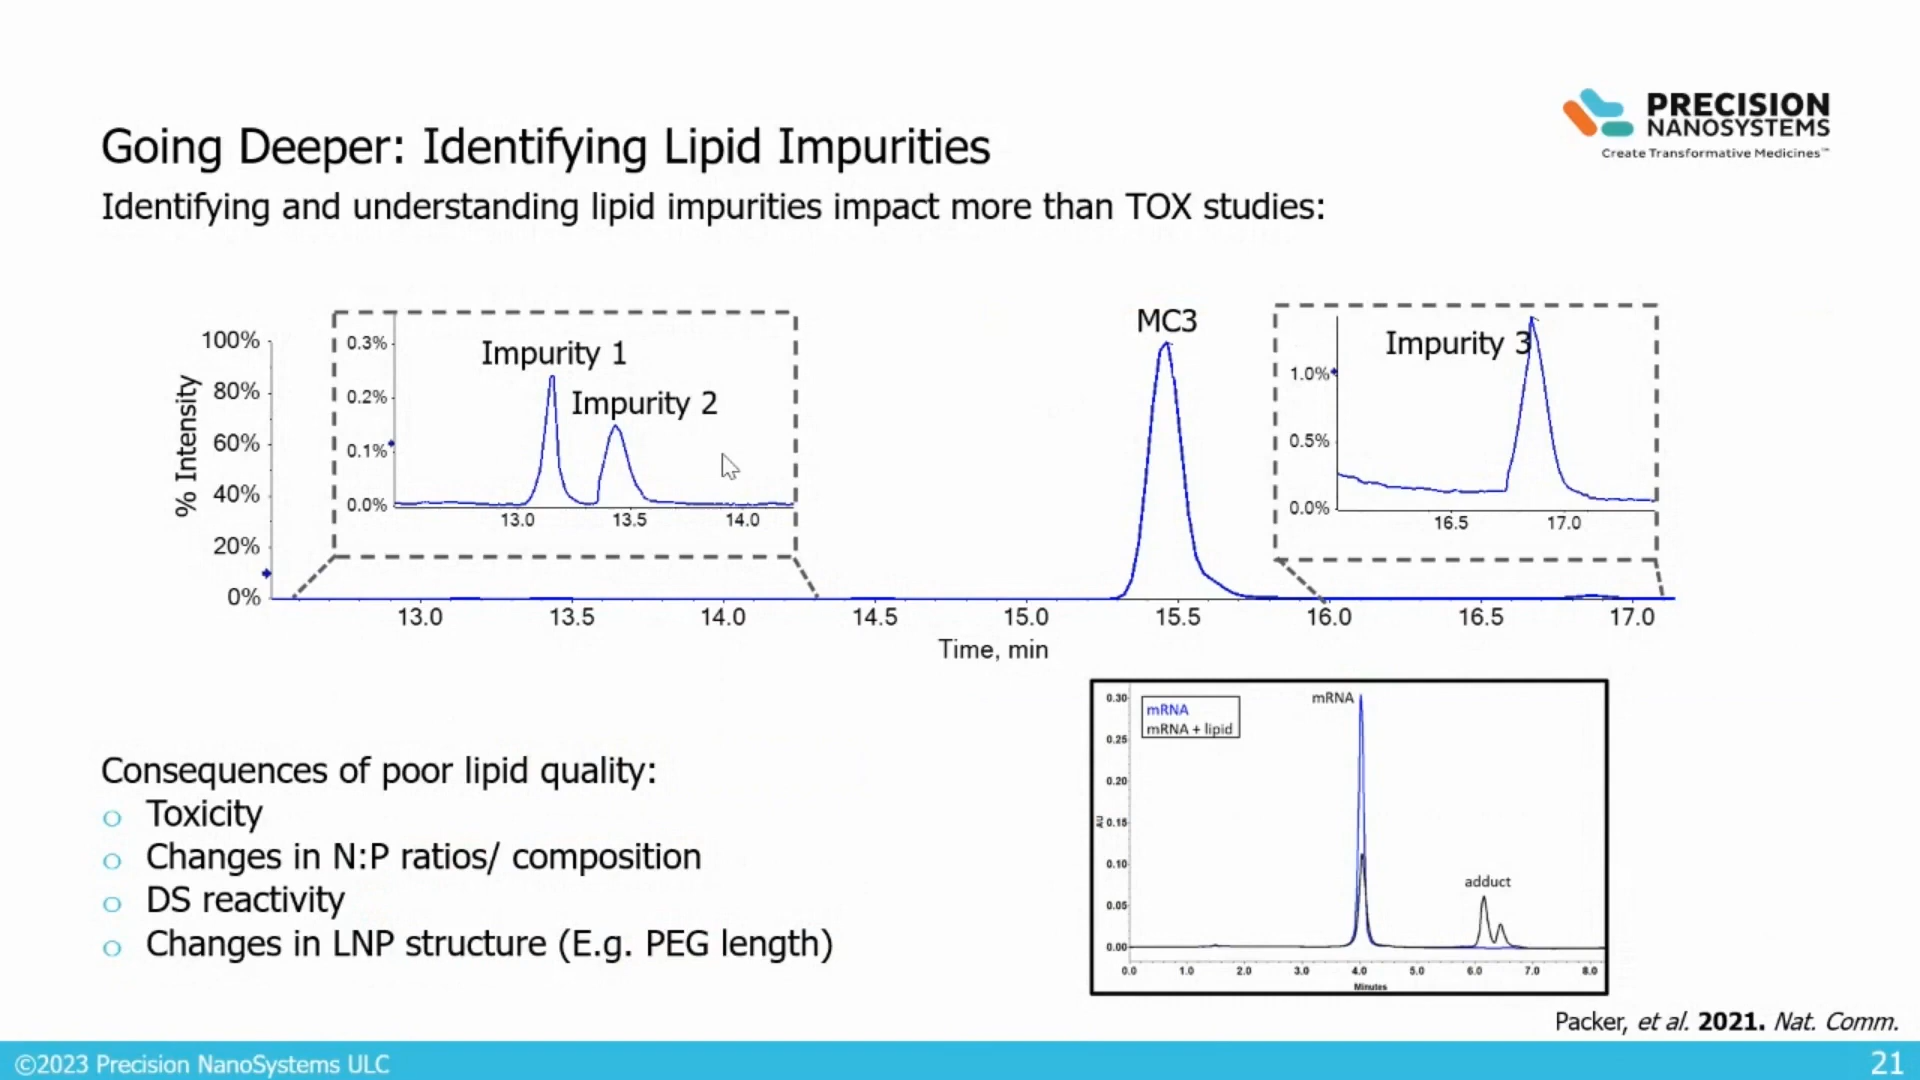 PRECISION
NANOSYSTEMS
Create Transformative Medicines™
Going Deeper: Identifying Lipid Impurities
Identifying and understanding lipid impurities impact more than TOX studies:
% Intensity
100%
80%
60%
40%
20%
0%
0.3%
0.2%
0.1%
0.0%
Impurity 1
Impurity 2
13.0 13.5 14.0
MC3
Impurity 3
1.0%
0.5%
0.0%
16.5 17.0
13.0 13.5 14.0 14.5 15.0 15.5 16.0 16.5 17.0
Time, min
Consequences of poor lipid quality:
Toxicity
Changes in N:P ratios/ composition
DS reactivity
Changes in LNP structure (E.g. PEG length)
AU
0.30
0.25
0.20
0.15
0.10
0.05
0.00
mRNA
mRNA + lipid
mRNA
adduct
0.0 1.0 2.0 3.0 4.0 5.0 6.0 7.0 8.0
Minutes
Packer, et al. 2021. Nat. Comm.
©2023 Precision NanoSystems ULC
21